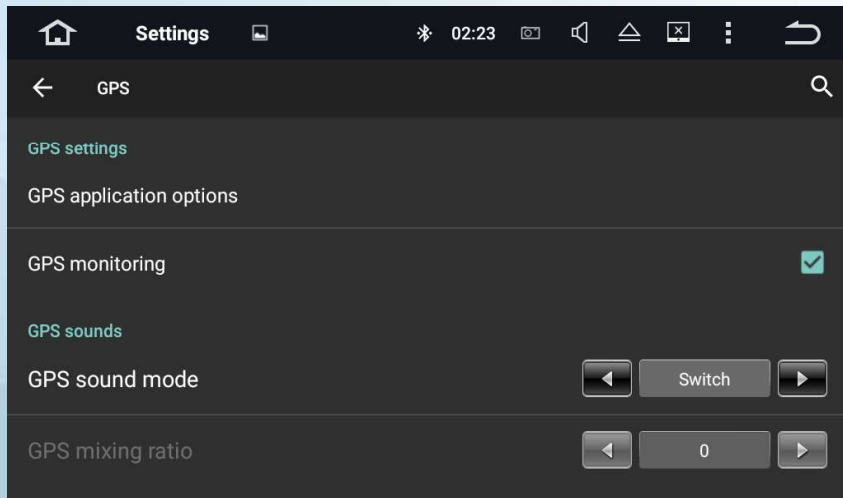 Settings 02:23
GPS
GPS settings
GPS application options
GPS monitoring
GPS sounds
GPS sound mode Switch
GPS mixing ratio 0